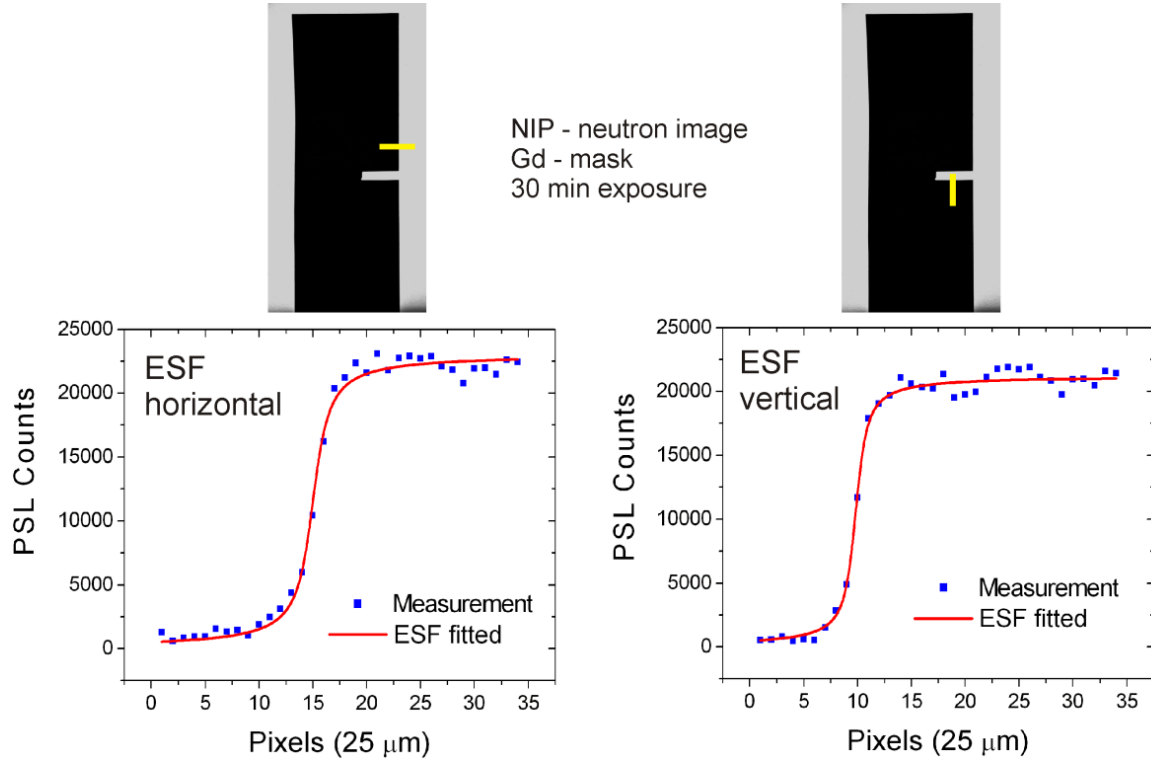 NIP - neutron image
Gd - mask
30 min exposure
25000
20000
15000
10000
5000
0
PSL Counts
ESF
horizontal
Measurement
ESF fitted
0 5 10 15 20 25 30 35
Pixels (25 μm)
25000
20000
15000
10000
5000
0
PSL Counts
ESF
vertical
Measurement
ESF fitted
0 5 10 15 20 25 30 35
Pixels (25 μm)